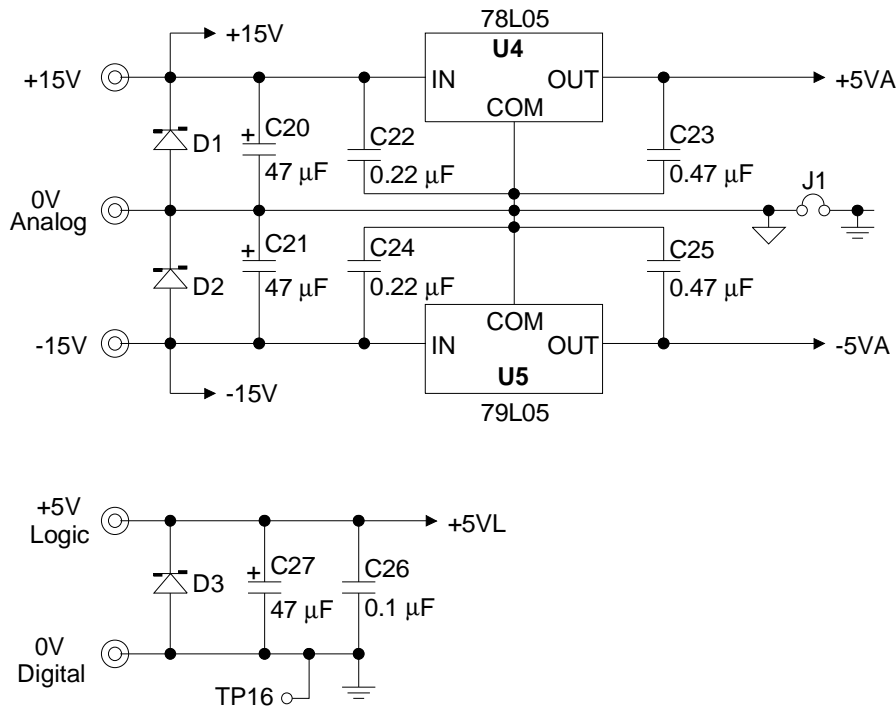 78L05
+15V
U4
+15V
IN
OUT
+5VA
COM
+
C20
47 µF
D1
C22
0.22 µF
C23
0.47 µF
J1
0V
Analog
+
C21
47 µF
D2
C24
0.22 µF
C25
0.47 µF
COM
-15V
IN
OUT
-5VA
U5
-15V
79L05
+5V
Logic
+5VL
D3
+
C27
47 µF
C26
0.1 µF
0V
Digital
TP16